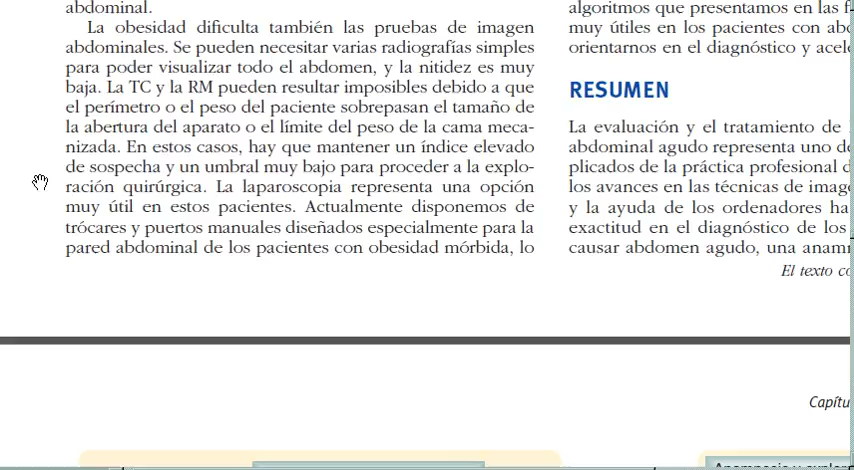 abdominal.
La obesidad dificulta también las pruebas de imagen
abdominales. Se pueden necesitar varias radiografías simples
para poder visualizar todo el abdomen, y la nitidez es muy
baja. La TC y la RM pueden resultar imposibles debido a que
el perímetro o el peso del paciente sobrepasan el tamaño de
la abertura del aparato o el límite del peso de la cama meca-
nizada. En estos casos, hay que mantener un índice elevado
de sospecha y un umbral muy bajo para proceder a la explo-
ración quirúrgica. La laparoscopia representa una opción
muy útil en estos pacientes. Actualmente disponemos de
trócares y puertos manuales diseñados especialmente para la
pared abdominal de los pacientes con obesidad mórbida, lo
algoritmos que presentamos en las
muy útiles en los pacientes con
orientarnos en el diagnóstico y
RESUMEN
La evaluación y el tratamiento de
abdominal agudo representa uno
plicados de la práctica profesional
los avances en las técnicas de
y la ayuda de los ordenadores
exactitud en el diagnóstico de los
causar abdomen agudo, una
El texto